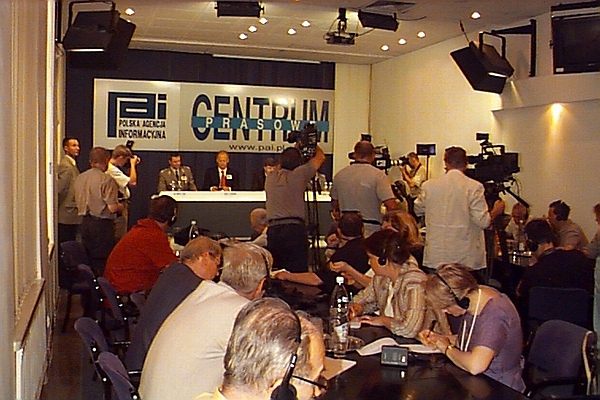 pai
POLSKA AGENCJA
INFORMACYJNA
CENTRUM
PRASOWE
www.pai.pl